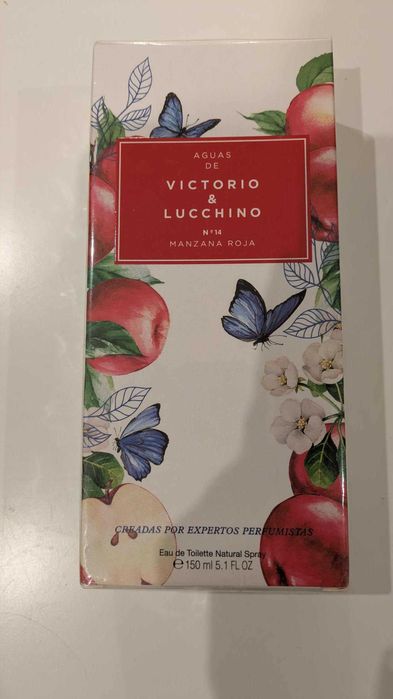 AGUAS
DE
VICTORIO
&
LUCCHINO
Nº14
MANZANA ROJA
CREADAS POR EXPERTOS PERFUMISTAS
Eau de Toilette Natural Spray
℮ 150 ml 5.1 FL OZ